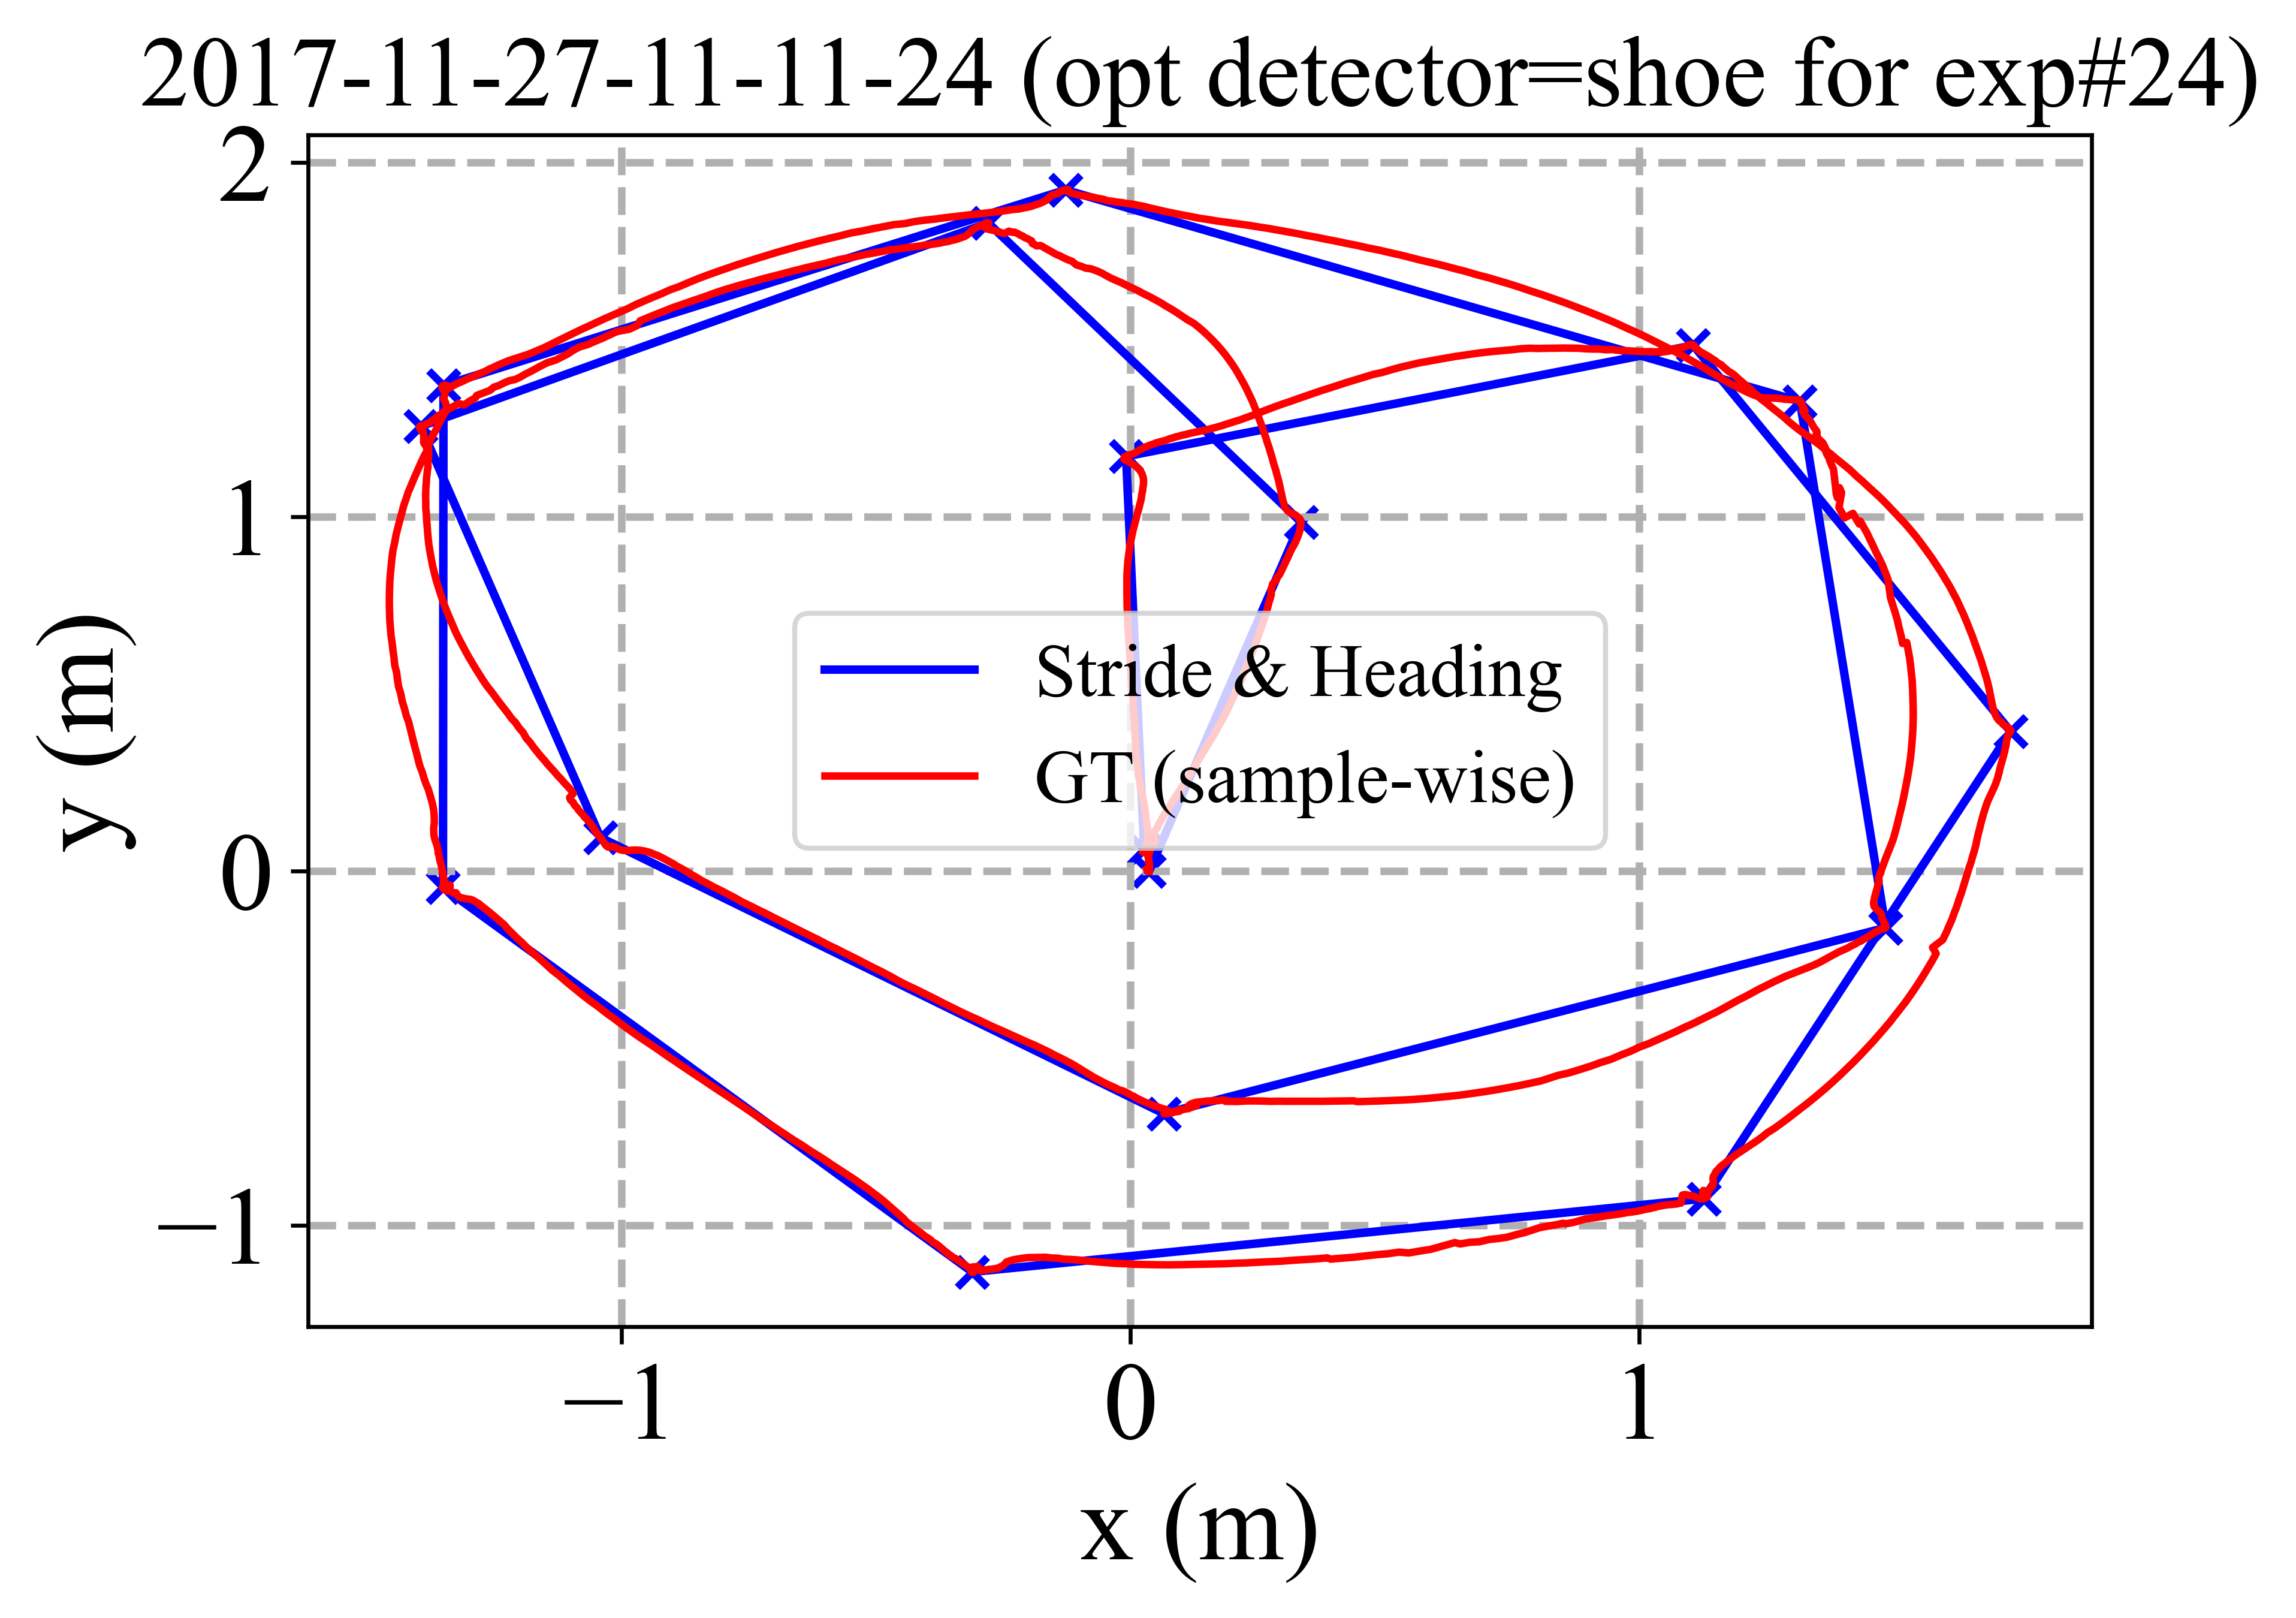 2017-11-27-11-11-24 (opt detector=shoe for exp#24)
2
1
0
−1
y (m)
Stride & Heading
GT (sample-wise)
−1 0 1
x (m)